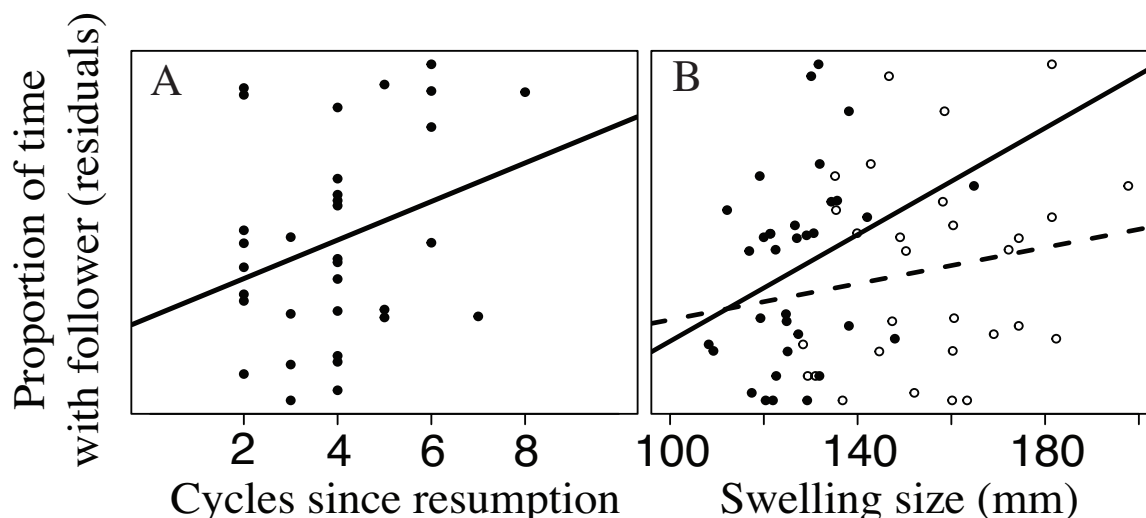 Proportion of time
with follower (residuals)
A
B
2 4 6 8
100 140 180
Cycles since resumption
Swelling size (mm)